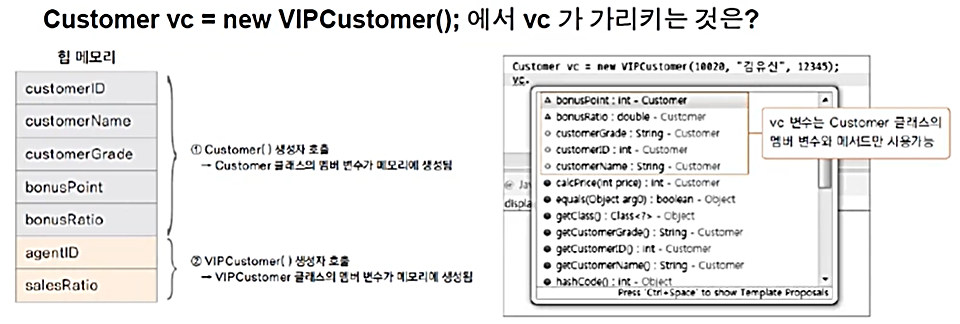 Customer vc = new VIPCustomer(); 에서 vc 가 가리키는 것은?
힙 메모리
customerID
customerName
customerGrade
bonusPoint
bonusRatio
agentID
salesRatio
① Customer( ) 생성자 호출
→ Customer 클래스의 멤버 변수가 메모리에 생성됨
② VIPCustomer( ) 생성자 호출
→ VIPCustomer 클래스의 멤버 변수가 메모리에 생성됨
Customer vc = new VIPCustomer(10020, "김유신", 12345);
vc.
bonusPoint : int - Customer
bonusRatio : double - Customer
customerGrade : String - Customer
customerID : int - Customer
customerName : String - Customer
calcPrice(int price) : int - Customer
equals(Object arg0) : boolean - Object
getClass() : Class<?> - Object
getCustomerGrade() : String - Customer
getCustomerID() : int - Customer
getCustomerName() : String - Customer
hashCode() : int - Object
Press 'Ctrl+Space' to show Template Proposals
@ Jav
displa
vc 변수는 Customer 클래스의
멤버 변수와 메서드만 사용가능